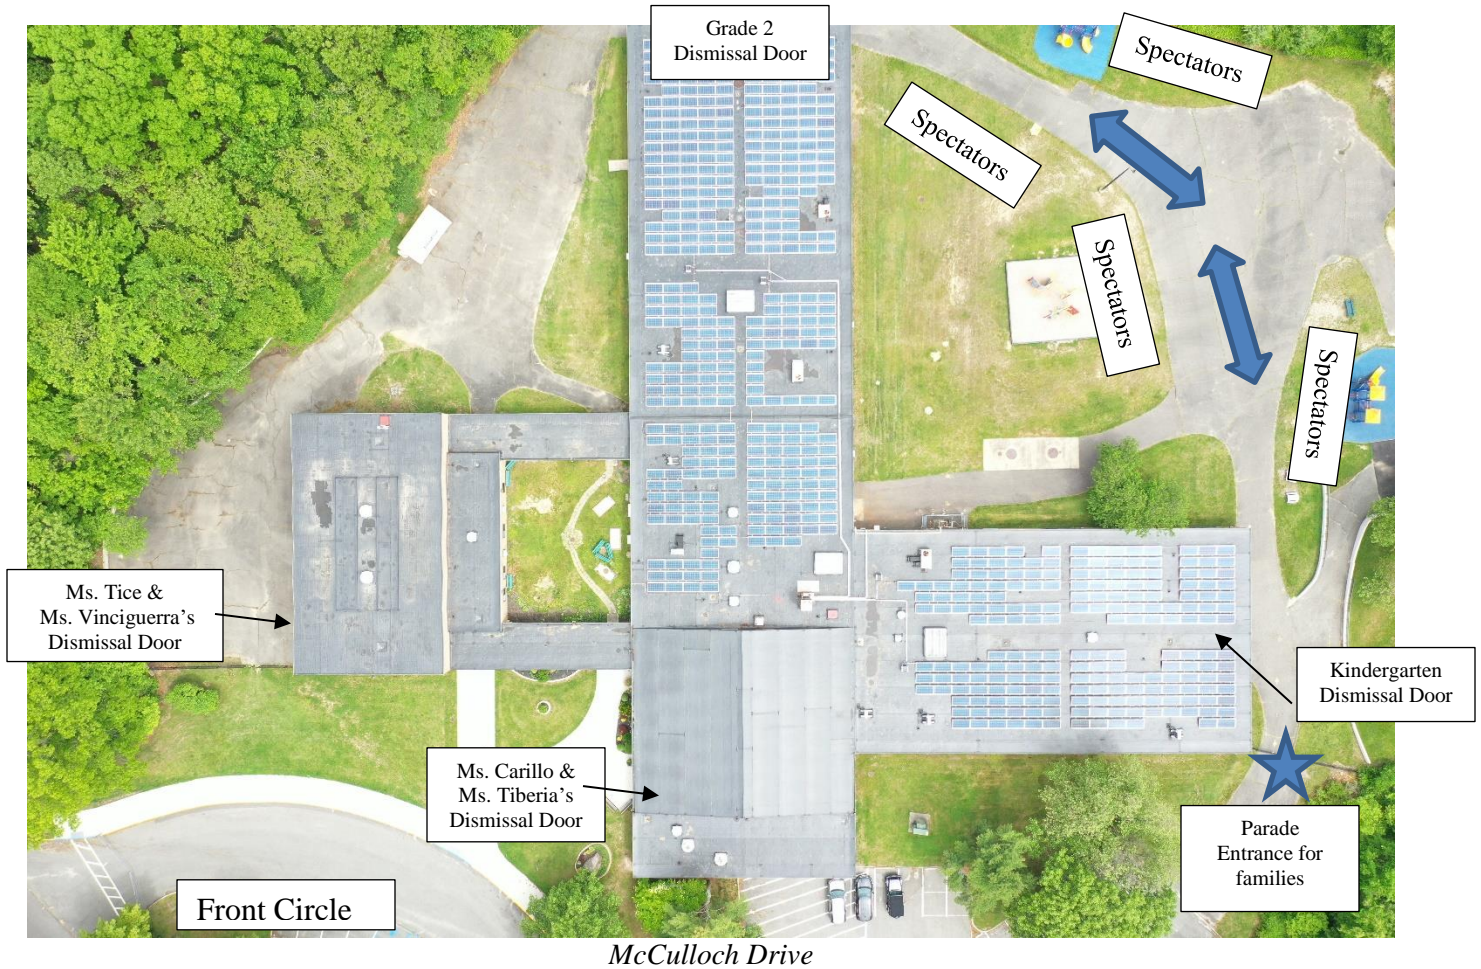 Grade 2
Dismissal Door
Spectators
Spectators
Spectators
Spectators
Ms. Tice &
Ms. Vinciguerra’s
Dismissal Door
Kindergarten
Dismissal Door
Ms. Carillo &
Ms. Tiberia’s
Dismissal Door
Parade
Entrance for
families
Front Circle
McCulloch Drive